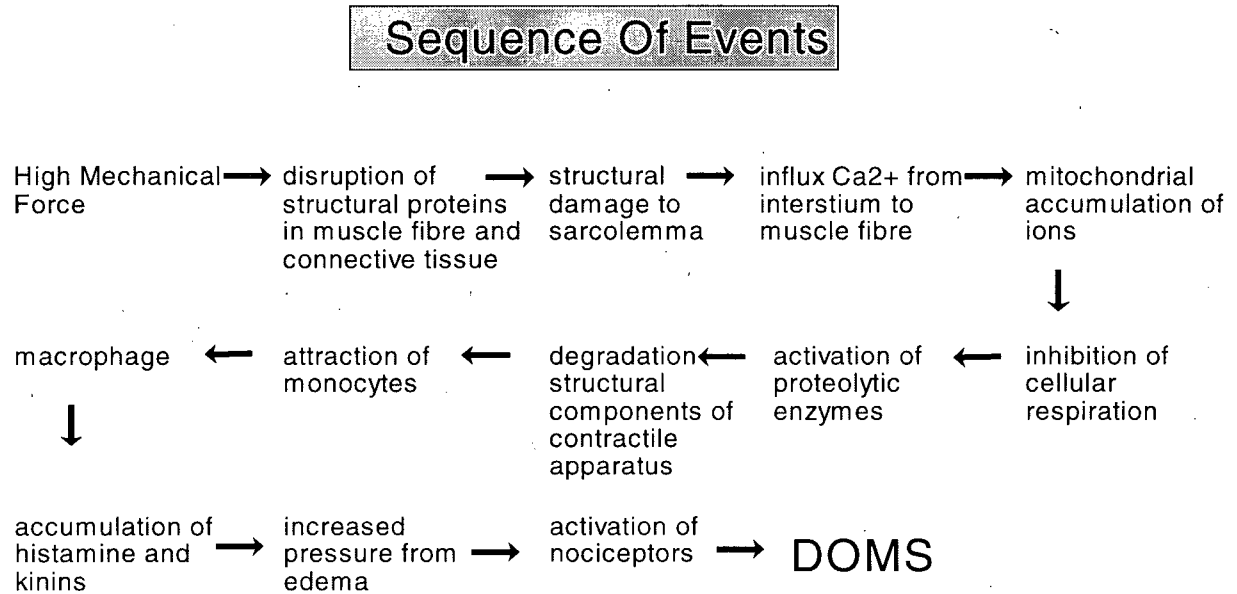 Sequence Of Events
High Mechanical
Force
disruption of
structural proteins
in muscle fibre and
connective tissue
structural
damage to
sarcolemma
influx Ca2+ from
interstium to
muscle fibre
mitochondrial
accumulation of
ions
inhibition of
cellular
respiration
activation of
proteolytic
enzymes
degradation
structural
components of
contractile
apparatus
attraction of
monocytes
macrophage
accumulation of
histamine and
kinins
increased
pressure from
edema
activation of
nociceptors
DOMS